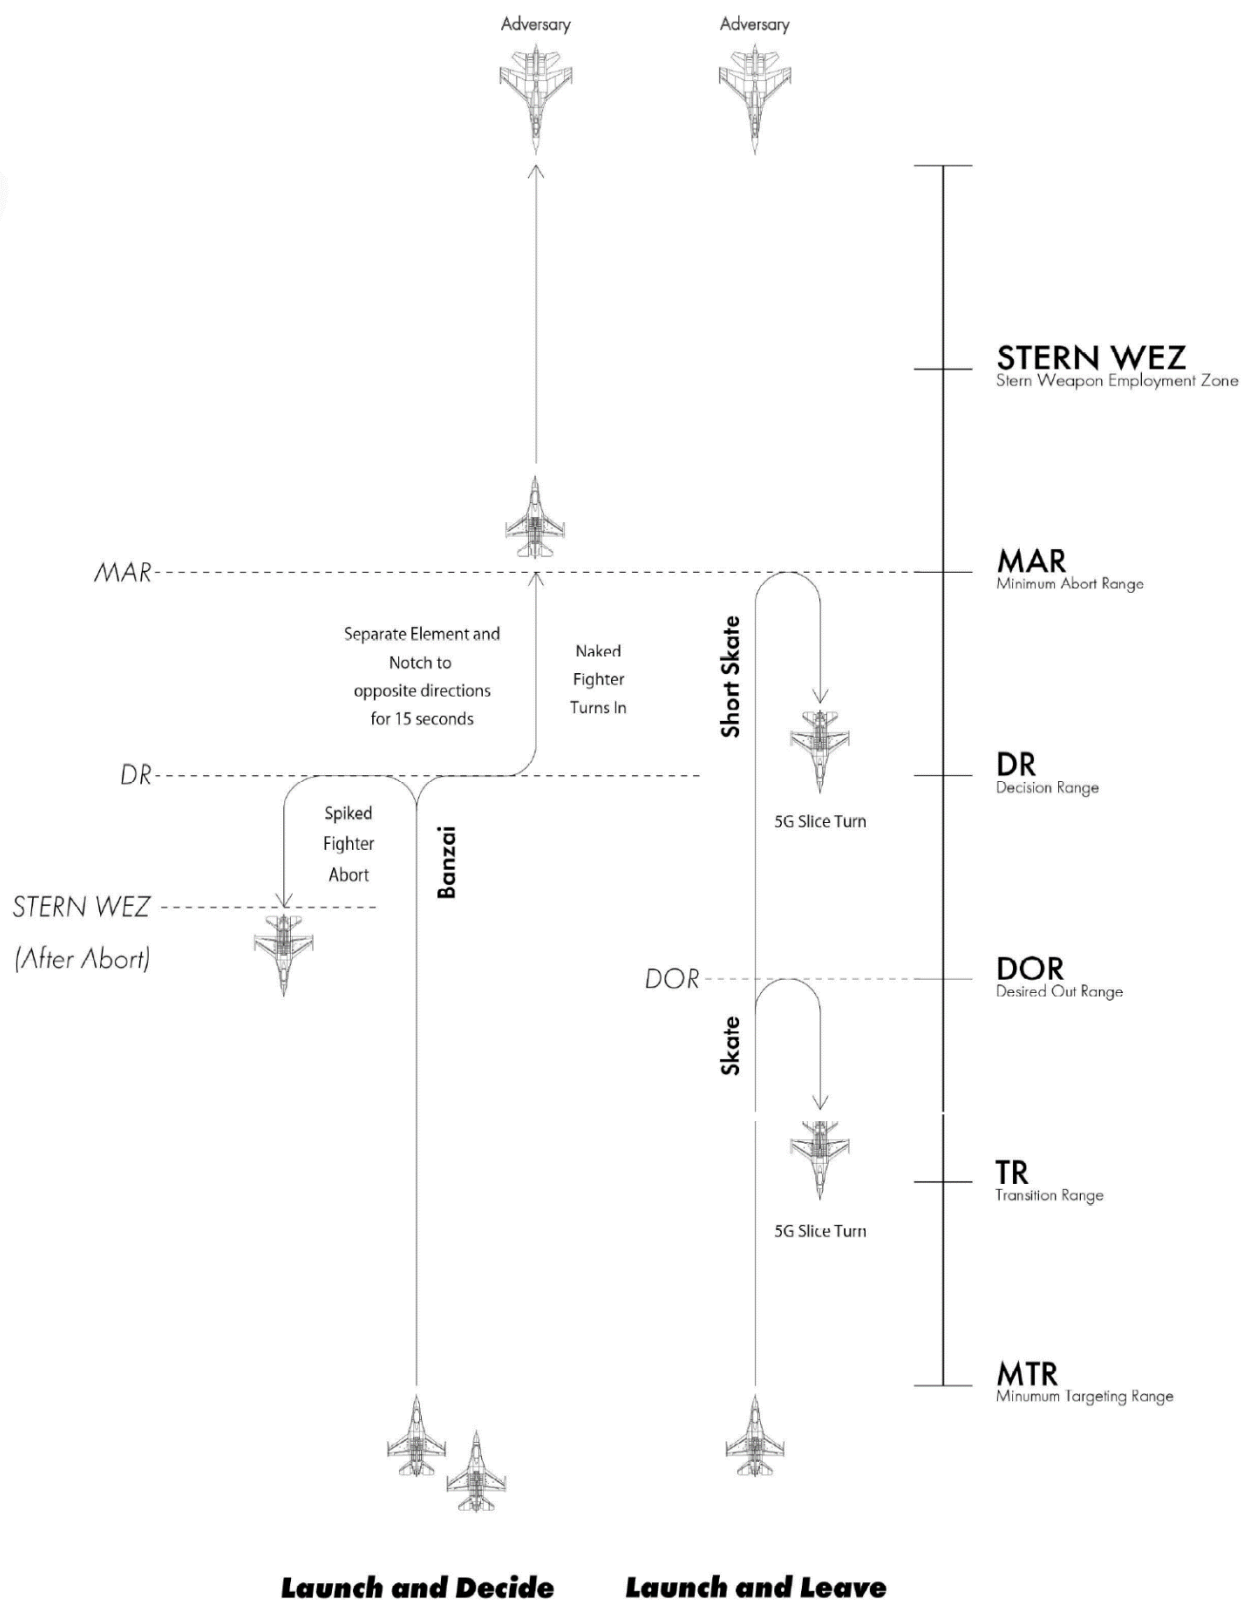 Adversary
Adversary
STERN WEZ
Stern Weapon Employment Zone
MAR
MAR
Minimum Abort Range
Separate Element and
Notch to
opposite directions
for 15 seconds
Naked
Fighter
Turns In
Short Skate
DR
DR
Decision Range
Spiked
Fighter
Abort
Banzai
5G Slice Turn
STERN WEZ
(After Abort)
DOR
DOR
Desired Out Range
Skate
TR
Transition Range
5G Slice Turn
MTR
Minumum Targeting Range
Launch and Decide
Launch and Leave